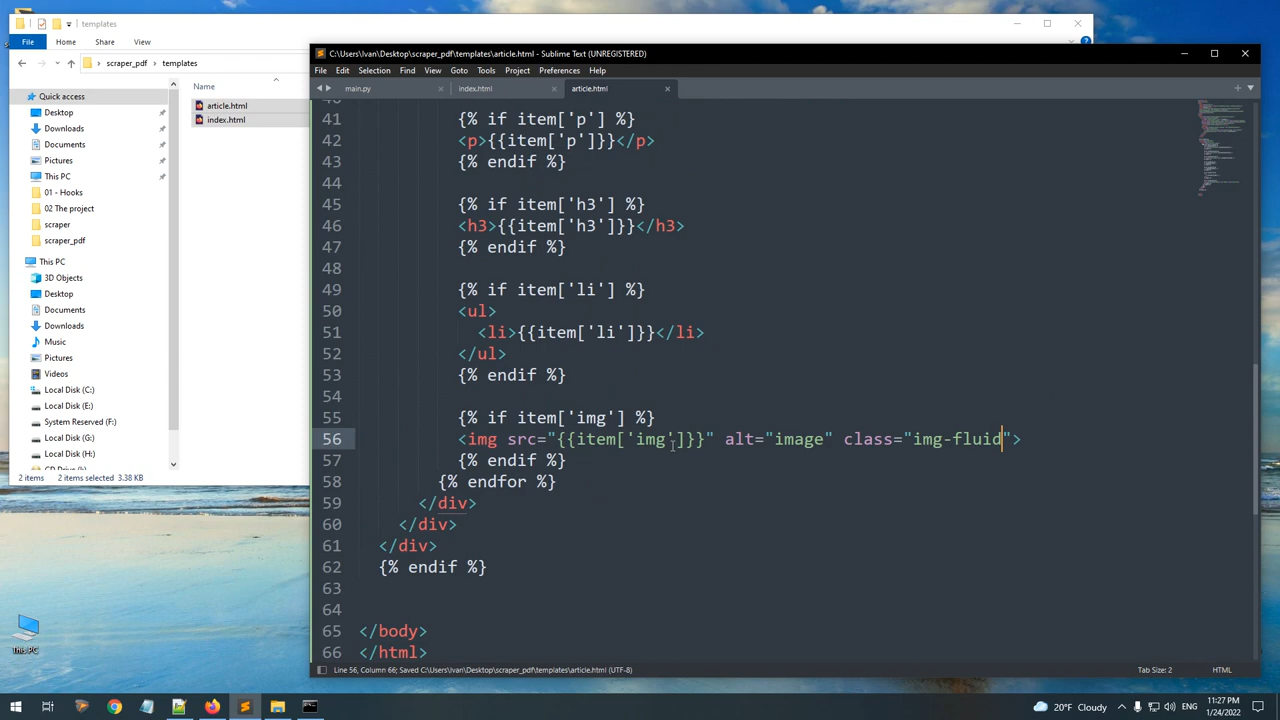 templates
File
Home
Share
View
scraper_pdf
templates
Quick access
Desktop
Downloads
Documents
Pictures
This PC
01 - Hooks
02 The project
scraper
scraper_pdf
This PC
3D Objects
Desktop
Documents
Downloads
Music
Pictures
Videos
Local Disk (C:)
Local Disk (E:)
System Reserved (F:)
Local Disk (G:)
CD Drive (H:)
Name
article.html
index.html
2 items
2 items selected 3.38 KB
This PC
C:\Users\Ivan\Desktop\scraper_pdf\templates\article.html - Sublime Text (UNREGISTERED)
File Edit Selection Find View Goto Tools Project Preferences Help
main.py
index.html
article.html
41 {% if item['p'] %}
42 <p>{{item['p']}}</p>
43 {% endif %}
44
45 {% if item['h3'] %}
46 <h3>{{item['h3']}}</h3>
47 {% endif %}
48
49 {% if item['li'] %}
50 <ul>
51 <li>{{item['li']}}</li>
52 </ul>
53 {% endif %}
54
55 {% if item['img'] %}
56 <img src="{{item['img']}}" alt="image" class="img-fluid">
57 {% endif %}
58 {% endfor %}
59 </div>
60 </div>
61 </div>
62 {% endif %}
63
64
65 </body>
66 </html>
Line 56, Column 66; Saved C:\Users\Ivan\Desktop\scraper_pdf\templates\article.html (UTF-8)
Tab Size: 2
HTML
20°F Cloudy
ENG
11:27 PM
1/24/2022